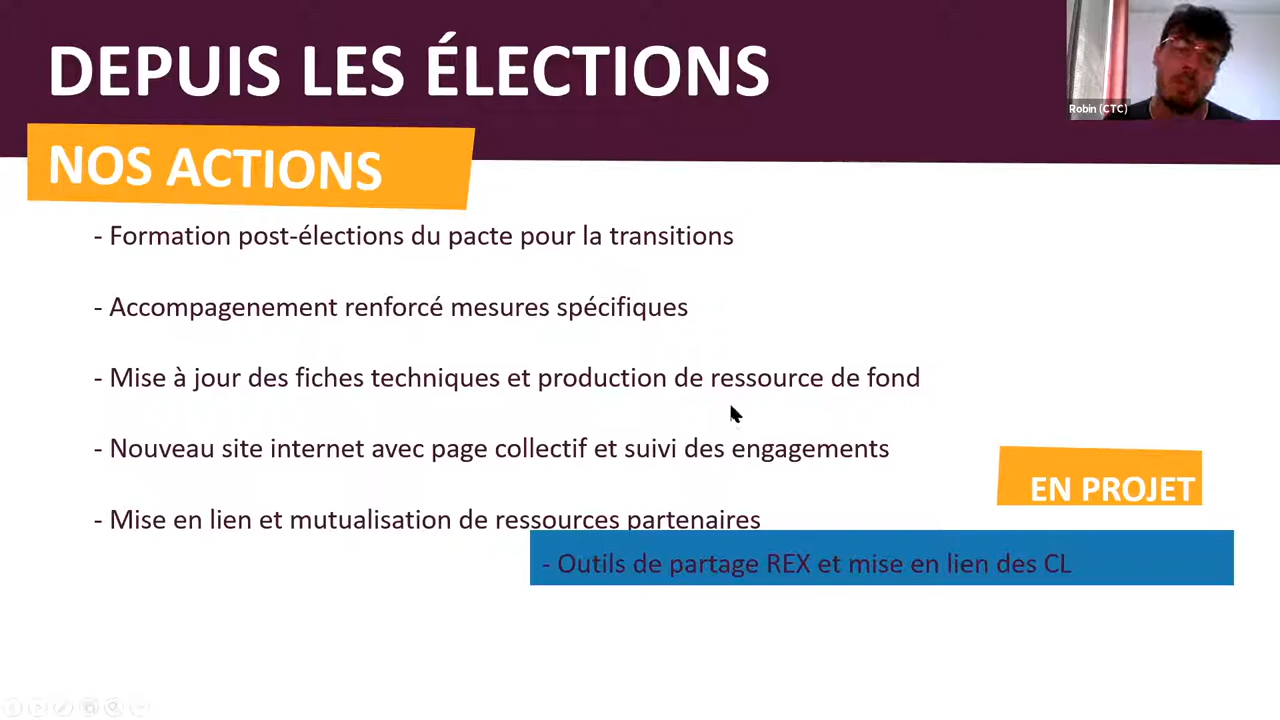 DEPUIS LES ÉLECTIONS
Robin (CTC)
NOS ACTIONS
- Formation post-élections du pacte pour la transitions
- Accompagenement renforcé mesures spécifiques
- Mise à jour des fiches techniques et production de ressource de fond
- Nouveau site internet avec page collectif et suivi des engagements
EN PROJET
- Mise en lien et mutualisation de ressources partenaires
- Outils de partage REX et mise en lien des CL